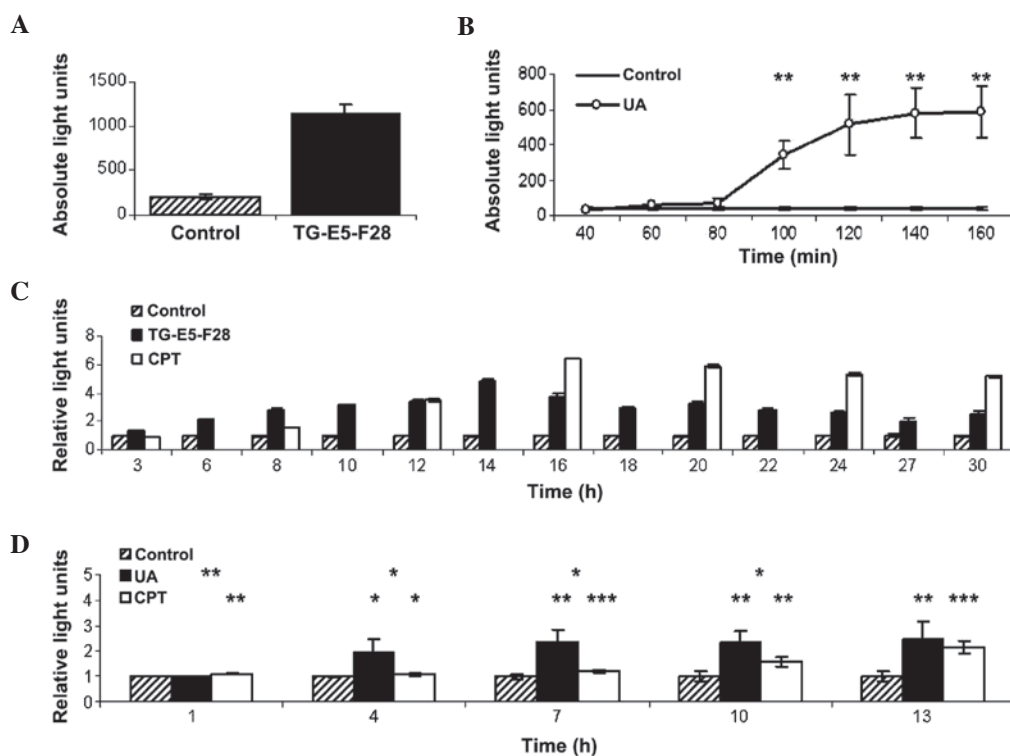 A
Absolute light units
1500
1000
500
0
Control
TG-E5-F28
B
Absolute light units
800
600
400
200
0
Control
UA
** ** ** **
40 60 80 100 120 140 160
Time (min)
C
Relative light units
Control
TG-E5-F28
CPT
8
6
4
2
0
3 6 8 10 12 14 16 18 20 22 24 27 30
Time (h)
D
Relative light units
Control
UA
CPT
5
4
3
2
1
0
** * * *
** * * ** *** ** ** ** ***
1 4 7 10 13
Time (h)